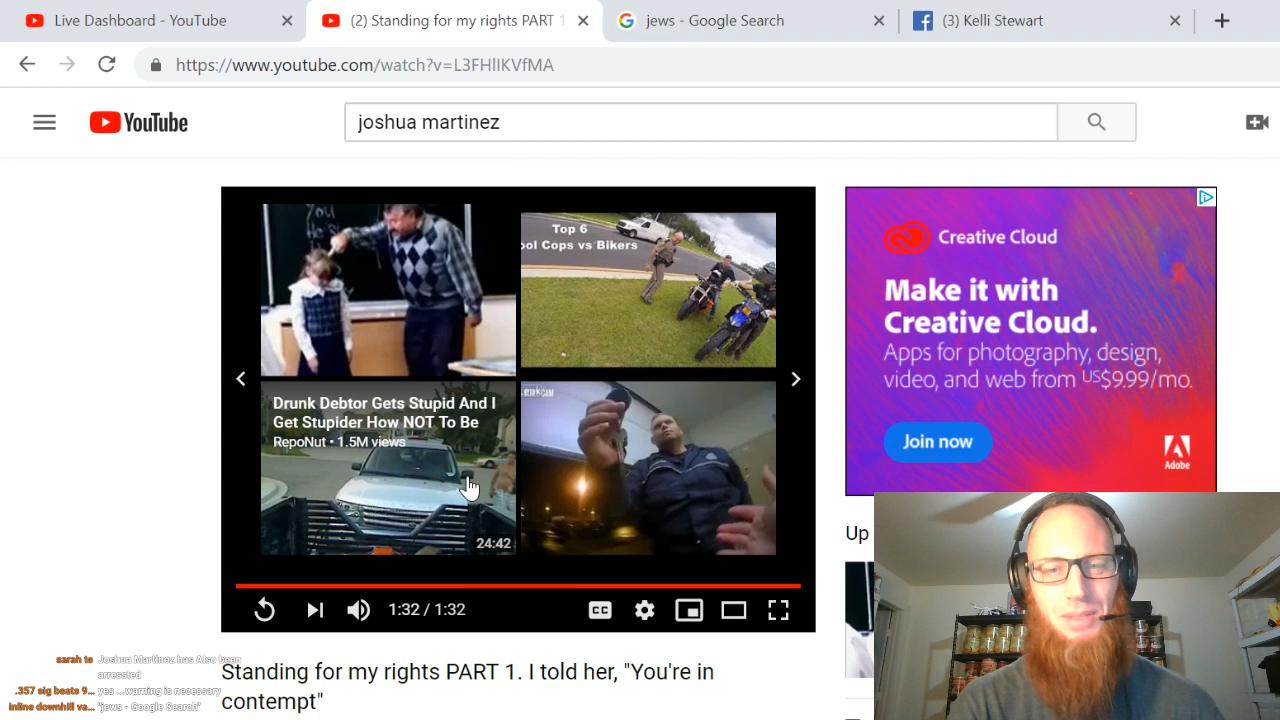 Live Dashboard - YouTube
(2) Standing for my rights PART 1
jews - Google Search
(3) Kelli Stewart
https://www.youtube.com/watch?v=L3FHlIKVfMA
YouTube
joshua martinez
You
Top 6
ool Cops vs Bikers
Drunk Debtor Gets Stupid And I
Get Stupider How NOT To Be
RepoNut • 1.5M views
24:42
1:32 / 1:32
CC
Creative Cloud
Make it with
Creative Cloud.
Apps for photography, design,
video, and web from US$9.99/mo.
Join now
Adobe
Up
sarah te Joshua Martinez has Also been
arrested
.357 sig beats 9... yes ...warning is necessary
inline downhill va... "jews - Google Search"
Standing for my rights PART 1. I told her, "You're in
contempt"